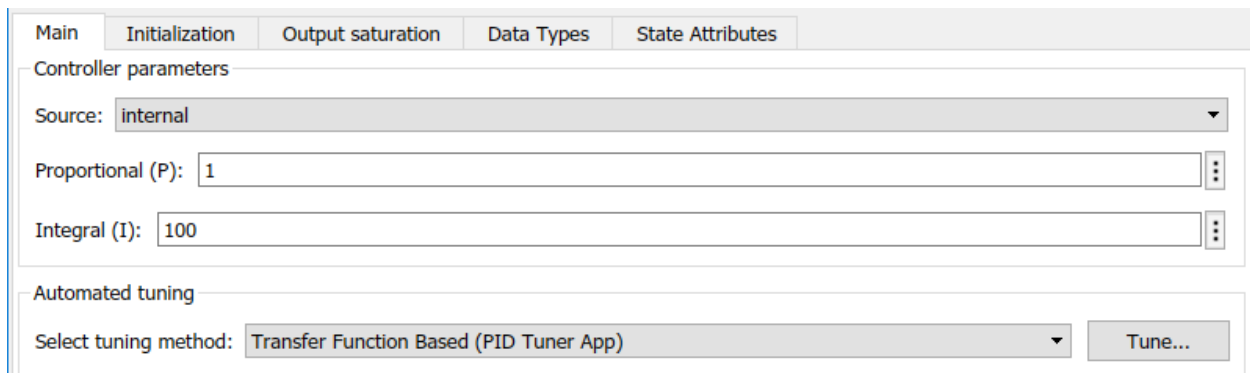 Main Initialization Output saturation Data Types State Attributes
Controller parameters
Source: internal
Proportional (P): 1
Integral (I): 100
Automated tuning
Select tuning method: Transfer Function Based (PID Tuner App) Tune...